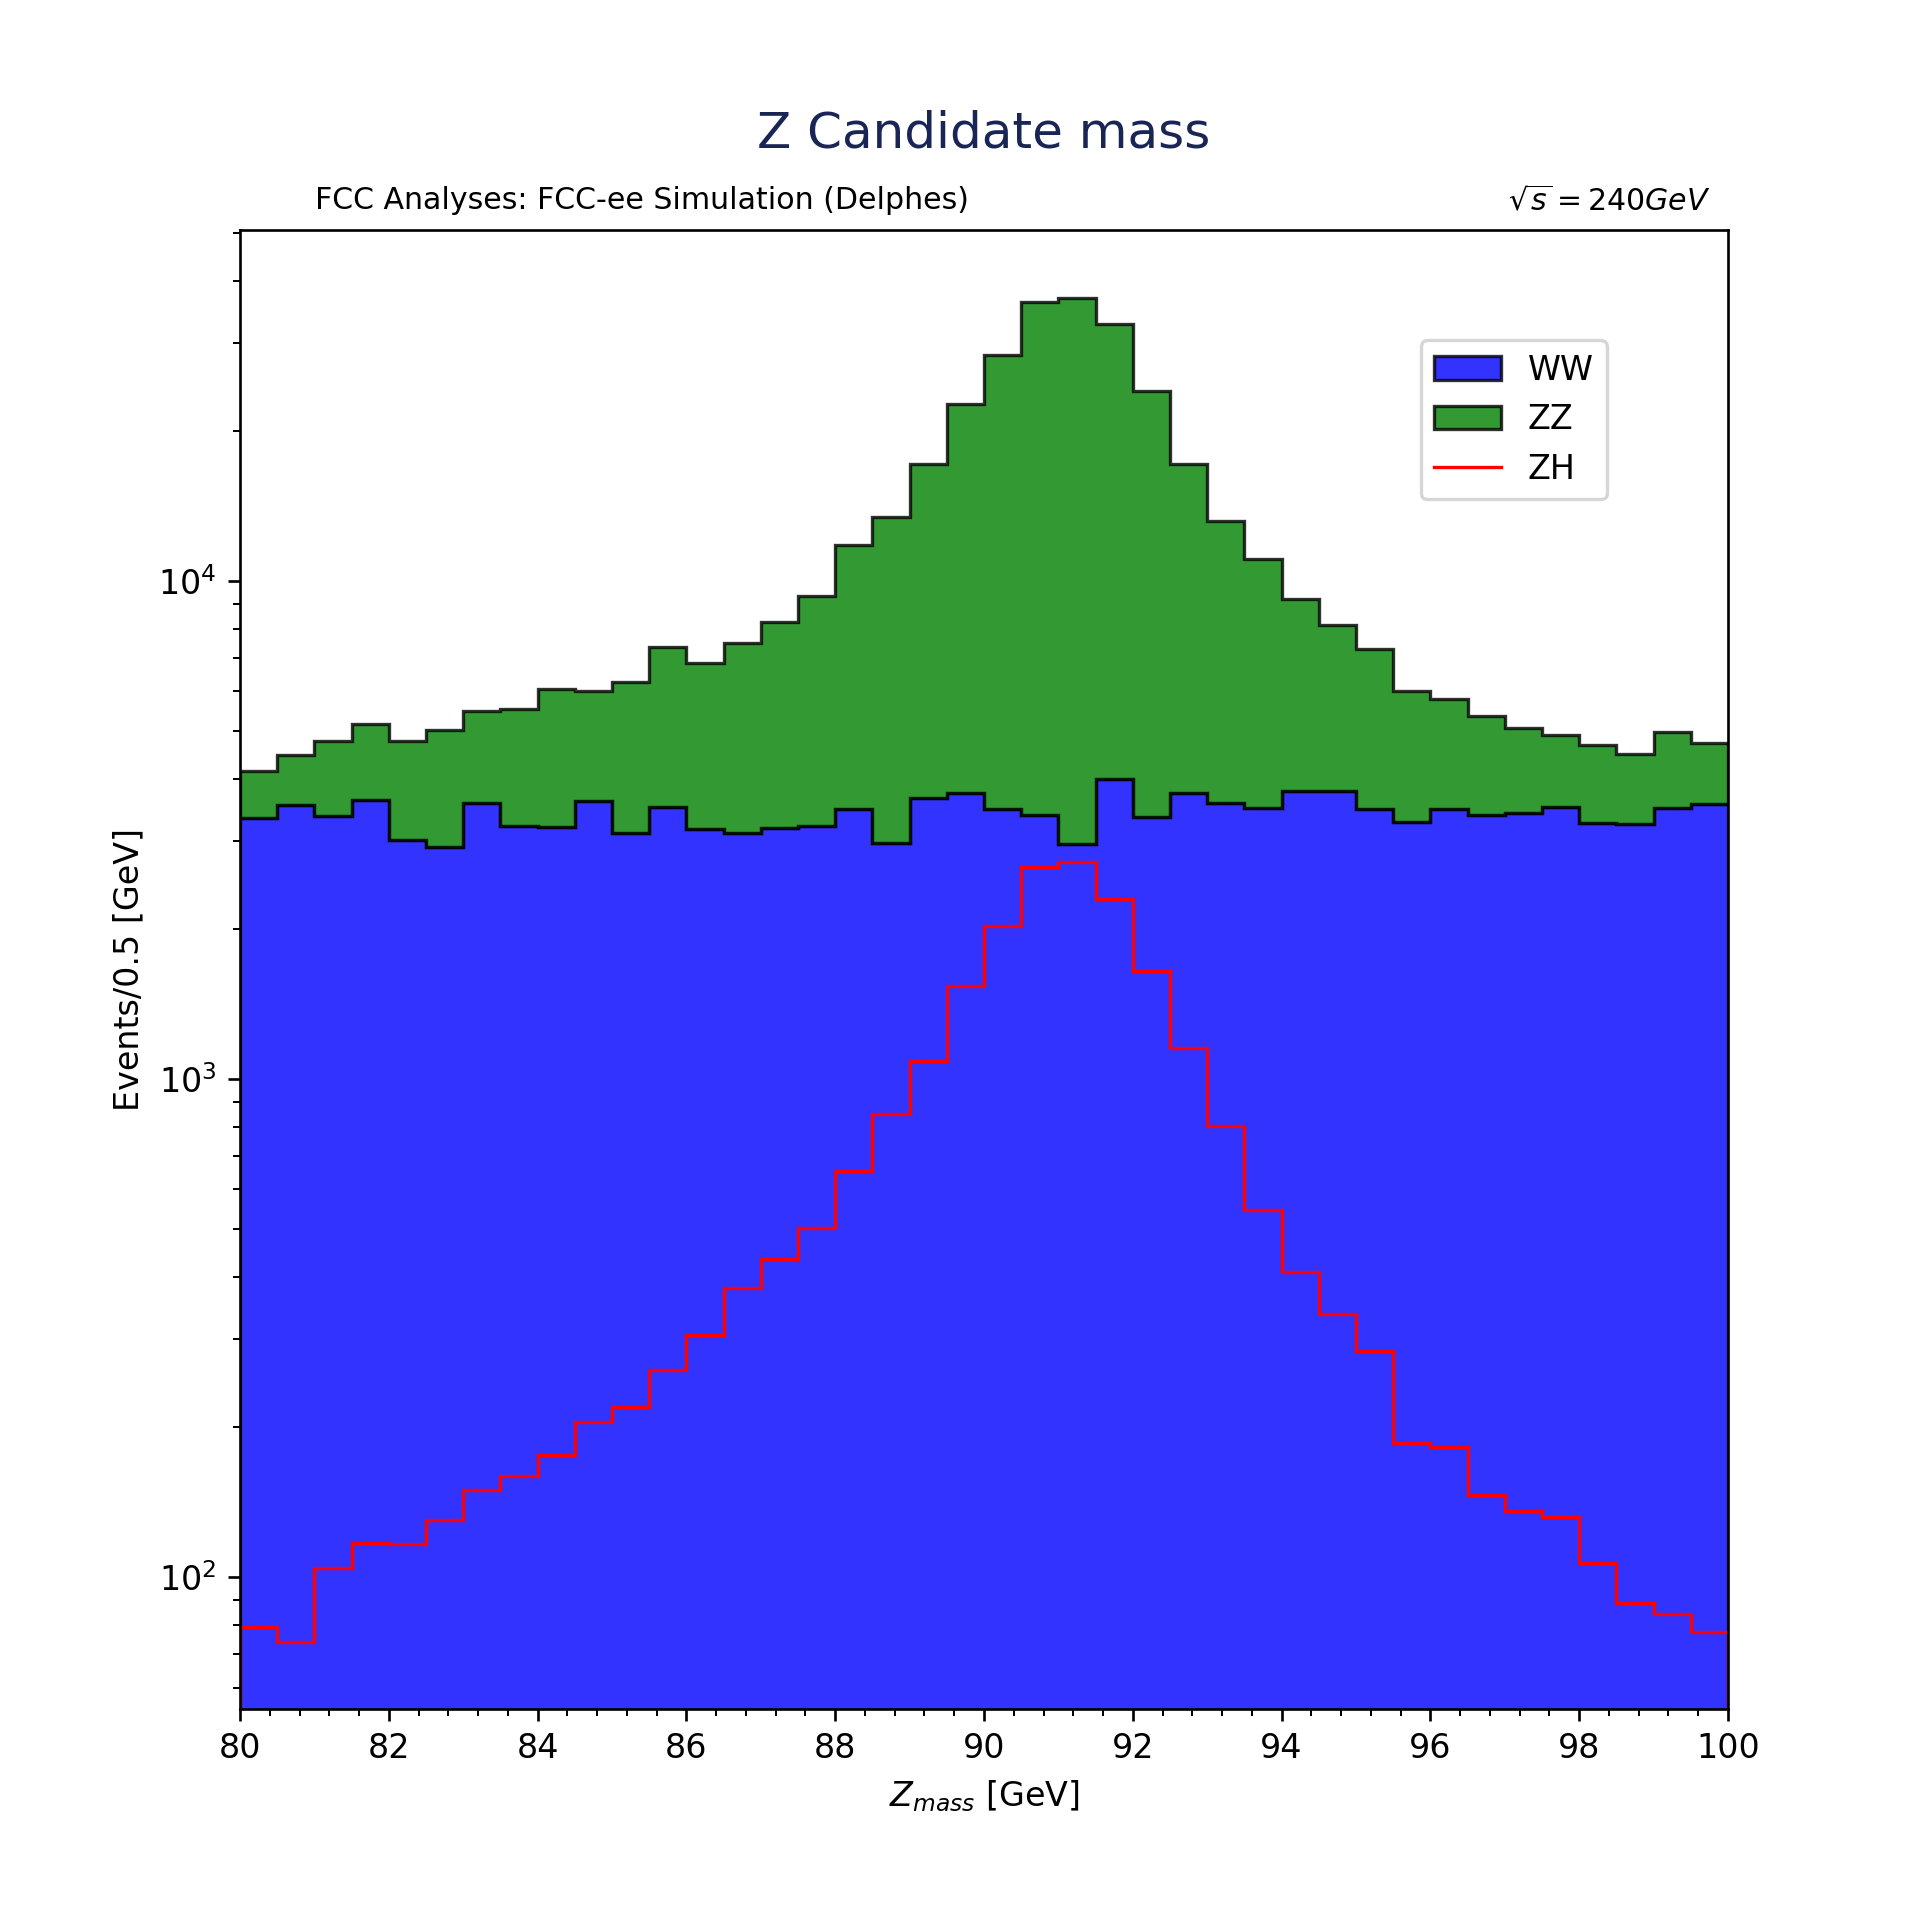 Z Candidate mass
FCC Analyses: FCC-ee Simulation (Delphes)
√s = 240GeV
WW
ZZ
ZH
10⁴
10³
10²
Events/0.5 [GeV]
80 82 84 86 88 90 92 94 96 98 100
Z_mass [GeV]